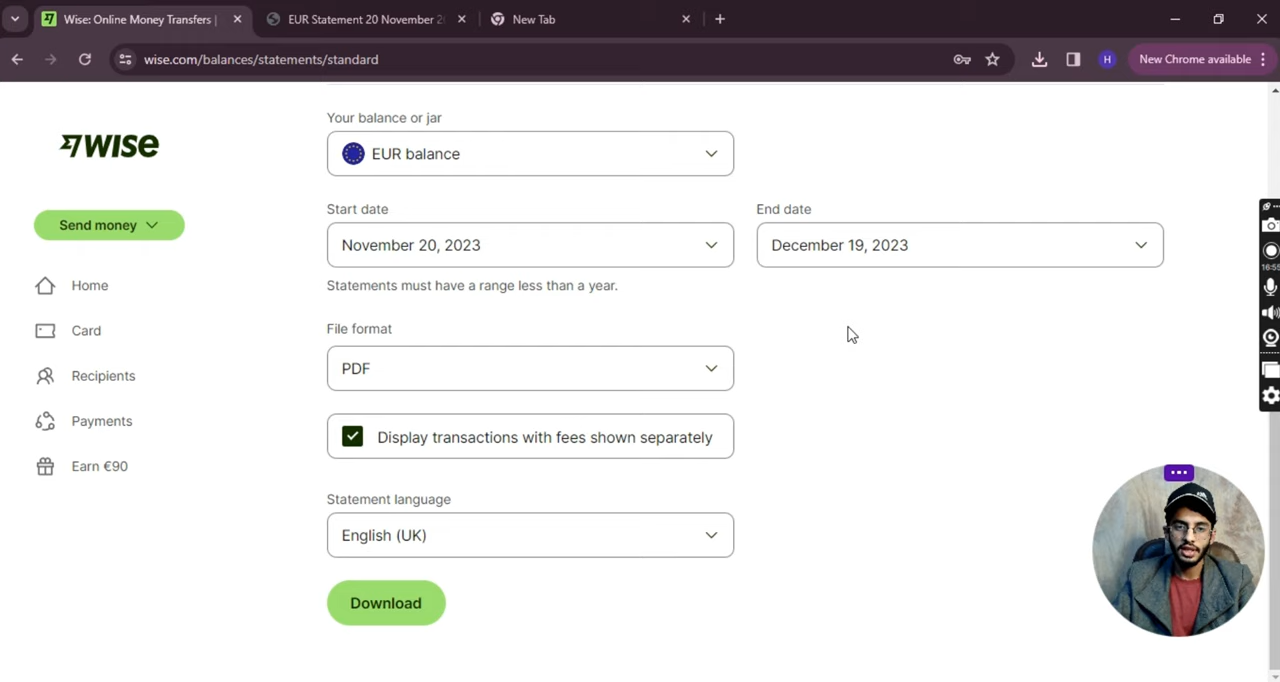 Wise: Online Money Transfers |
EUR Statement 20 November 2
New Tab
wise.com/balances/statements/standard
H
New Chrome available
7WISE
Send money
Home
Card
Recipients
Payments
Earn €90
Your balance or jar
EUR balance
Start date
November 20, 2023
End date
December 19, 2023
Statements must have a range less than a year.
File format
PDF
Display transactions with fees shown separately
Statement language
English (UK)
Download